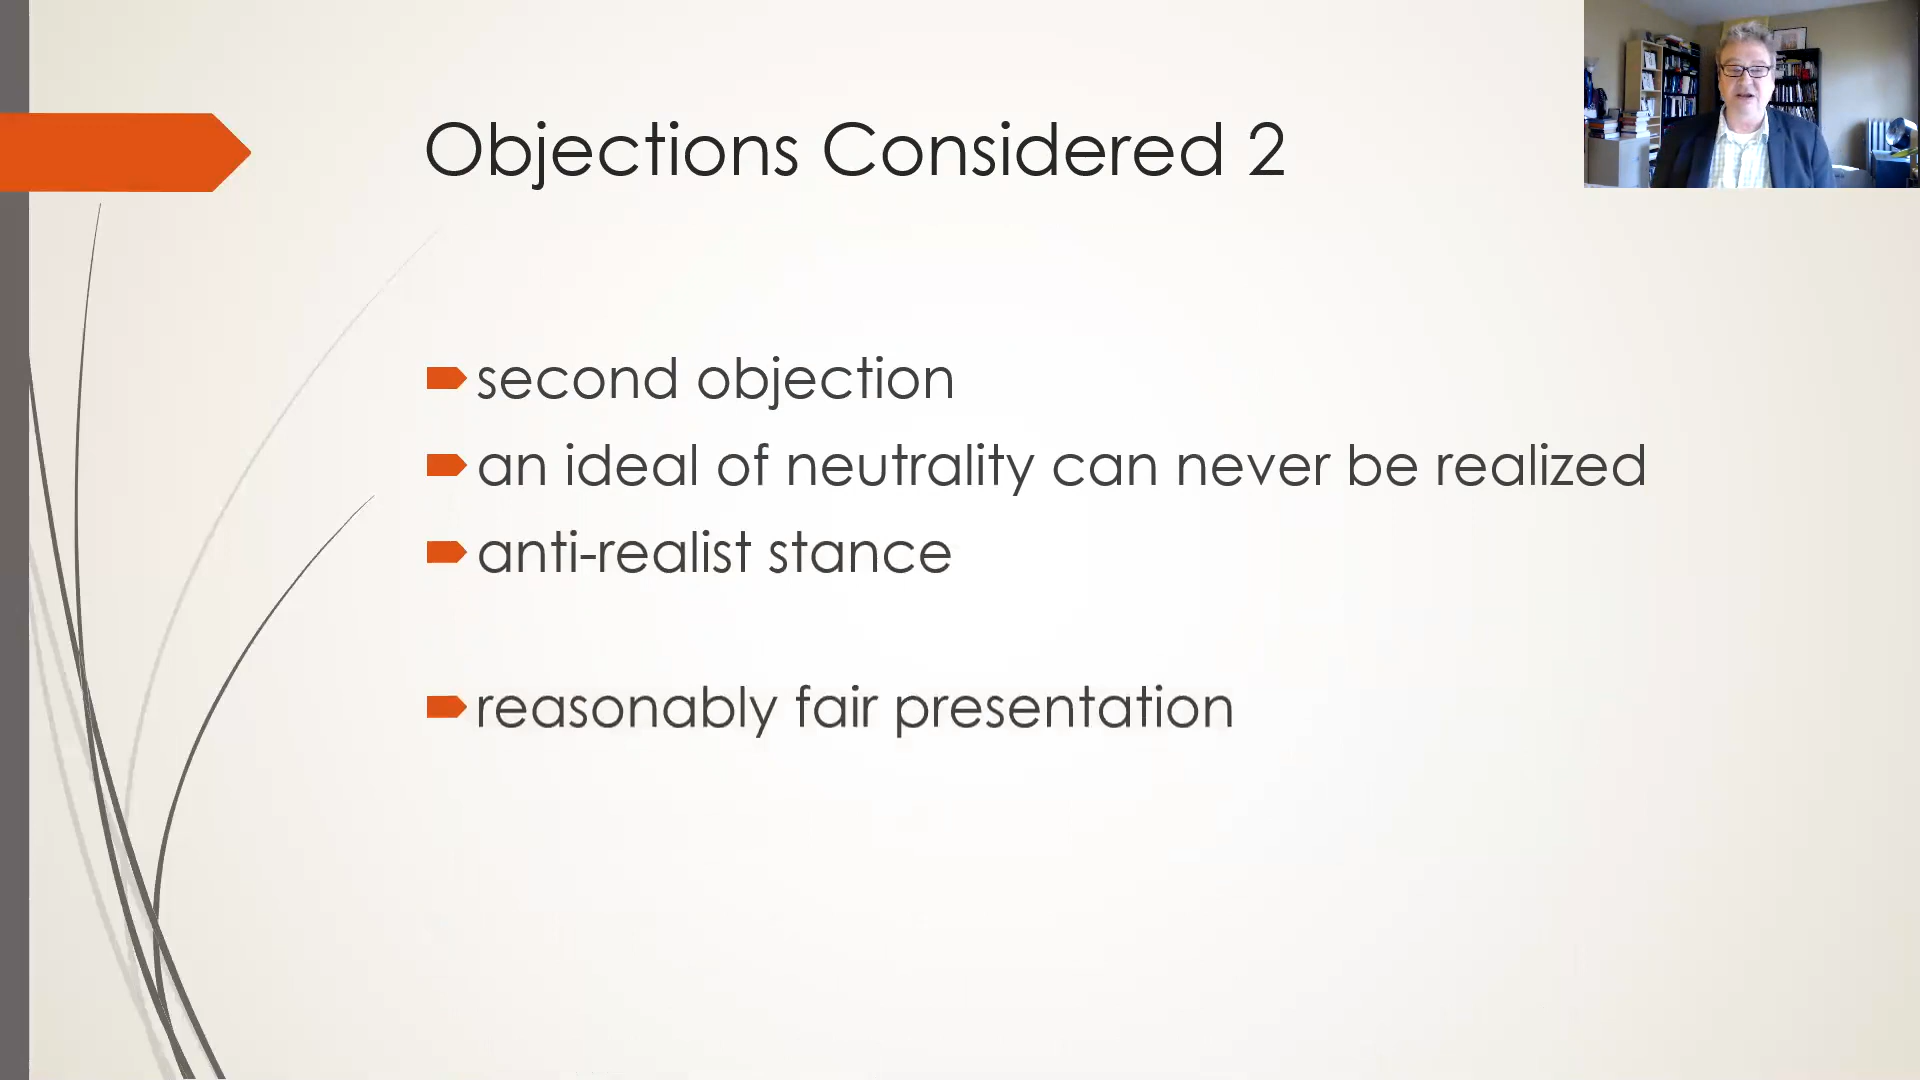 Objections Considered 2
second objection
an ideal of neutrality can never be realized
anti-realist stance
reasonably fair presentation